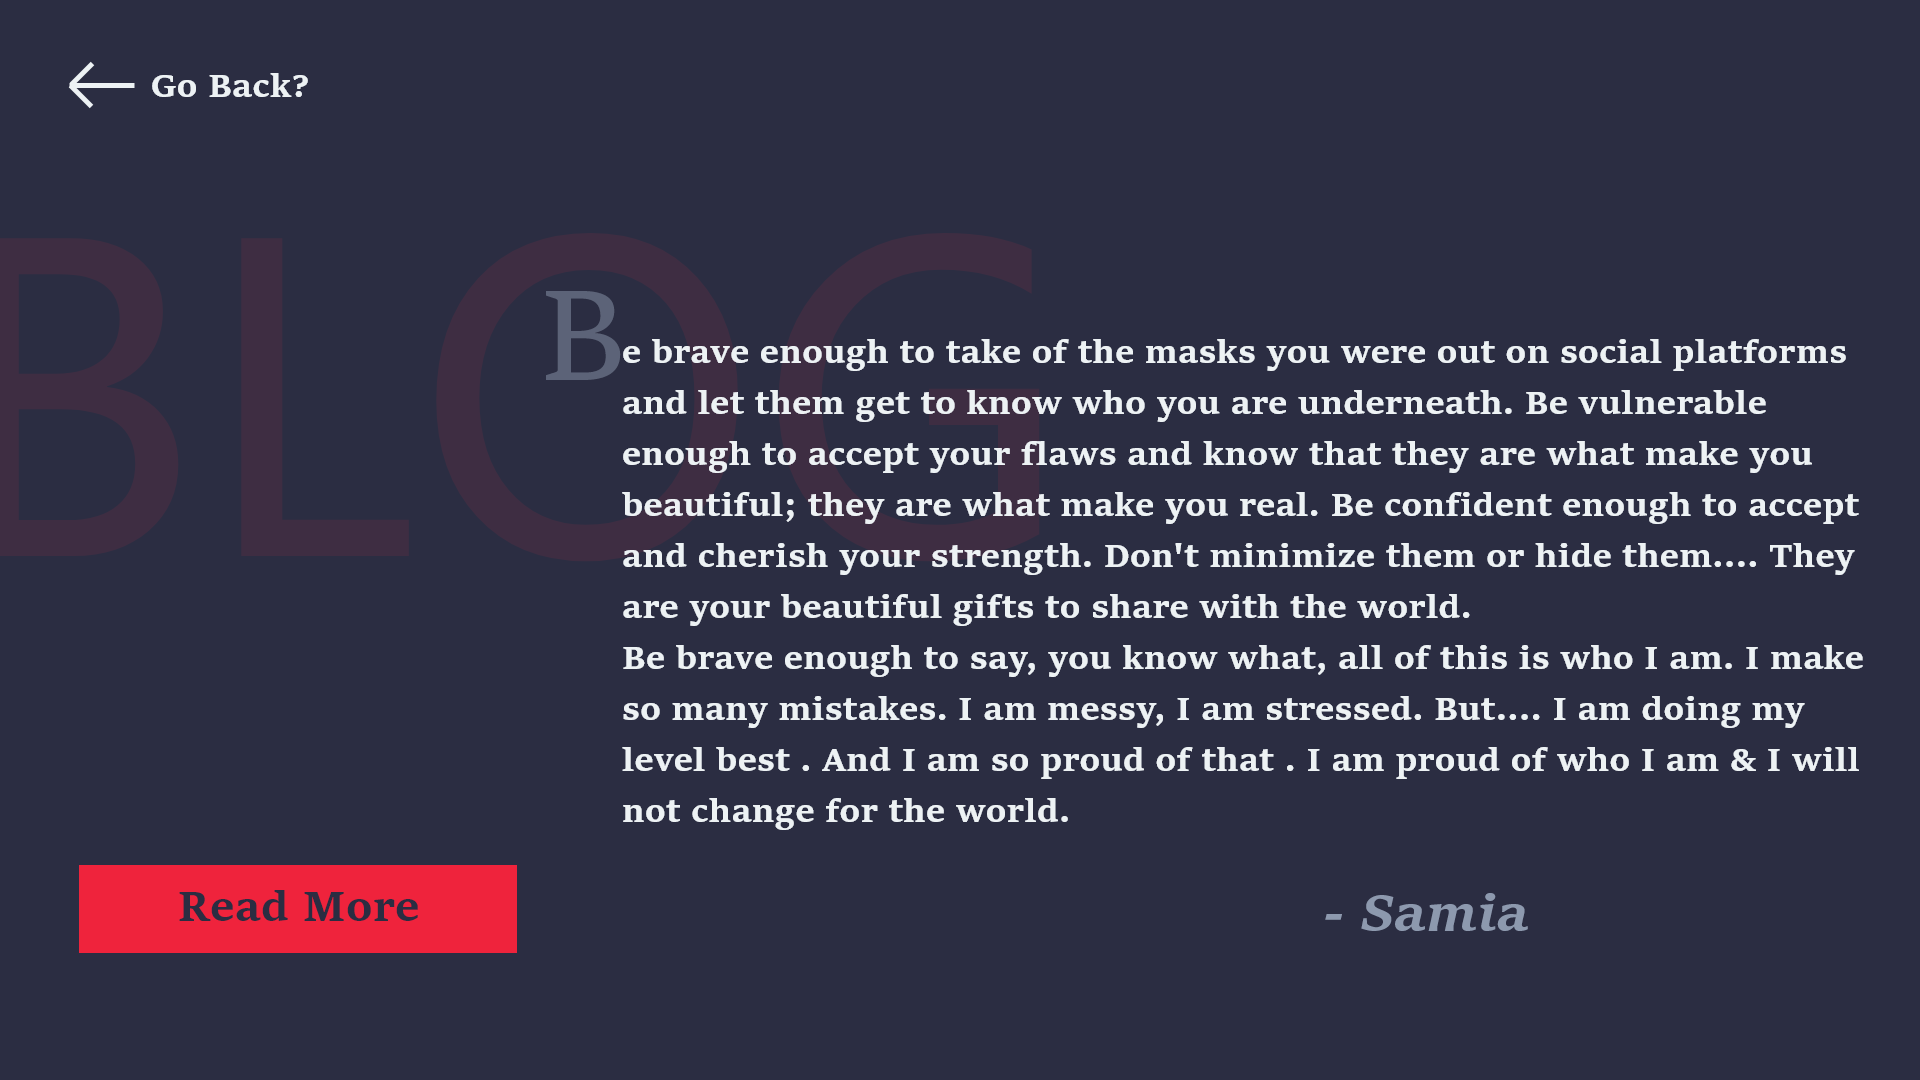 Go Back?
BLOG
Be brave enough to take of the masks you were out on social platforms
and let them get to know who you are underneath. Be vulnerable
enough to accept your flaws and know that they are what make you
beautiful; they are what make you real. Be confident enough to accept
and cherish your strength. Don't minimize them or hide them.... They
are your beautiful gifts to share with the world.
Be brave enough to say, you know what, all of this is who I am. I make
so many mistakes. I am messy, I am stressed. But.... I am doing my
level best . And I am so proud of that . I am proud of who I am & I will
not change for the world.
Read More
- Samia